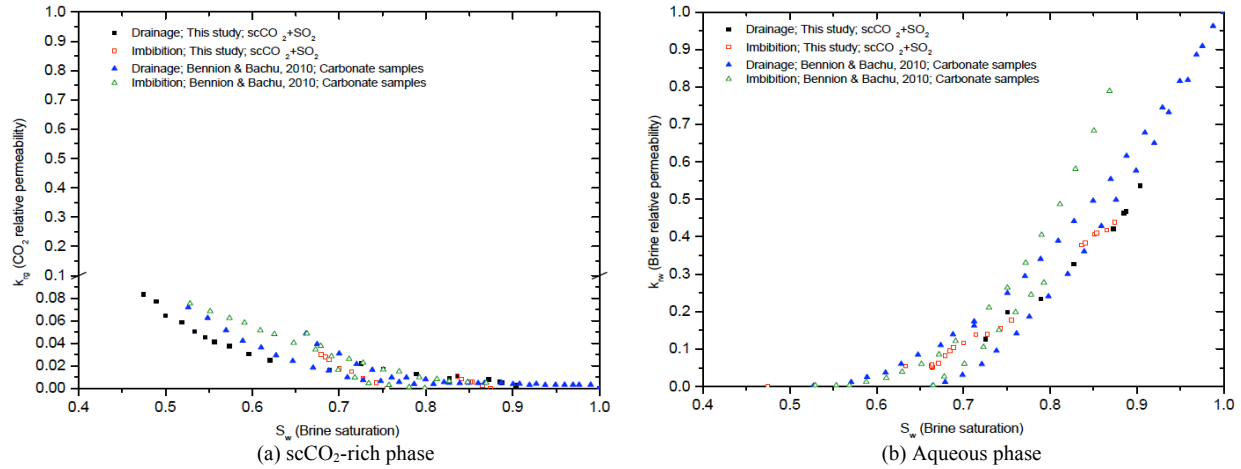 1.0
0.9
0.8
0.7
0.6
0.5
0.4
0.3
0.2
0.1
0.08
0.06
0.04
0.02
0.00
k_rg (CO₂ relative permeability)
Drainage; This study; scCO₂+SO₂
Imbibition; This study; scCO₂+SO₂
Drainage; Bennion & Bachu, 2010; Carbonate samples
Imbibition; Bennion & Bachu, 2010; Carbonate samples
0.4 0.5 0.6 0.7 0.8 0.9 1.0
S_w (Brine saturation)
(a) scCO₂-rich phase
1.0
0.9
0.8
0.7
0.6
0.5
0.4
0.3
0.2
0.1
0.0
k_rw (Brine relative permeability)
Drainage; This study; scCO₂+SO₂
Imbibition; This study; scCO₂+SO₂
Drainage; Bennion & Bachu, 2010; Carbonate samples
Imbibition; Bennion & Bachu, 2010; Carbonate samples
0.4 0.5 0.6 0.7 0.8 0.9 1.0
S_w (Brine saturation)
(b) Aqueous phase